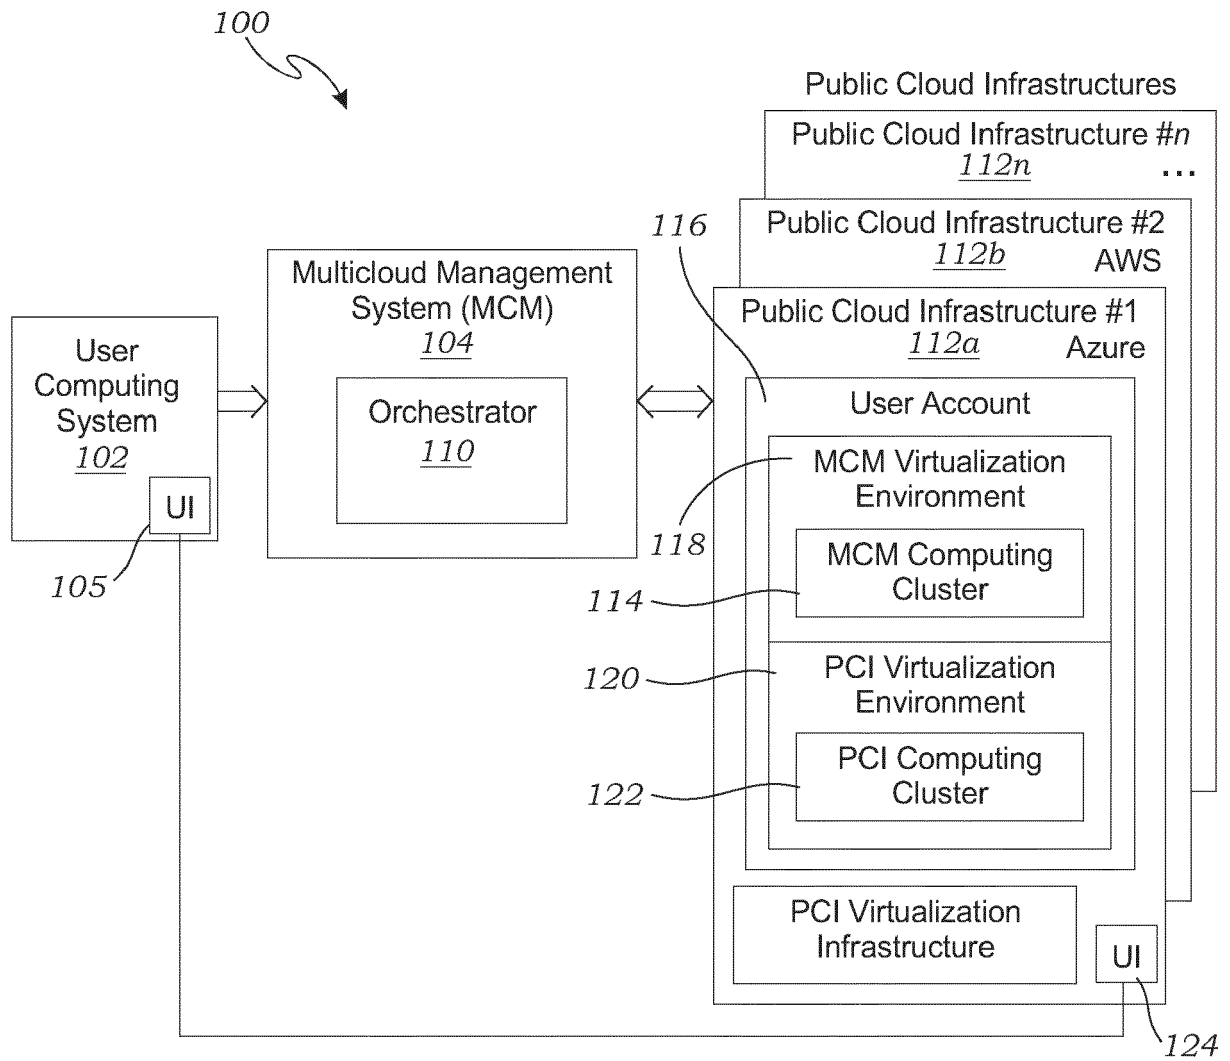 100
Public Cloud Infrastructures
Public Cloud Infrastructure #n
112n
...
Public Cloud Infrastructure #2
112b
AWS
Public Cloud Infrastructure #1
112a
Azure
116
User Account
MCM Virtualization
Environment
118
MCM Computing
Cluster
114
PCI Virtualization
Environment
120
PCI Computing
Cluster
122
PCI Virtualization
Infrastructure
UI
124
Multicloud Management
System (MCM)
104
Orchestrator
110
User
Computing
System
102
UI
105